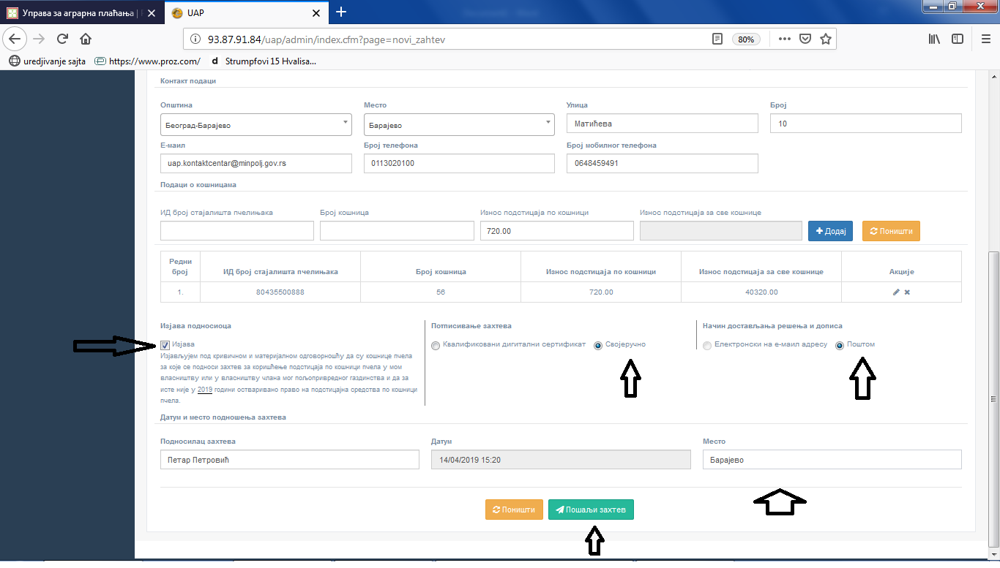 Управа за аграрна плаћања |
UAP
93.87.91.84/uap/admin/index.cfm?page=novi_zahtev
80%
uredjivanje sajta
https://www.proz.com/
d Strumpfovi 15 Hvalisa...
Контакт подаци
Општина
Место
Улица
Број
Београд-Барајево
Барајево
Матићева
10
Е-маил
Број телефона
Број мобилног телефона
uap.kontaktcentar@minpolj.gov.rs
0113020100
0648459491
Подаци о кошницама
ИД број стајалишта пчелињака
Број кошница
Износ подстицаја по кошници
Износ подстицаја за све кошнице
720.00
Додај
Поништи
Редни број
ИД број стајалишта пчелињака
Број кошница
Износ подстицаја по кошници
Износ подстицаја за све кошнице
Акције
1.
80435500888
56
720.00
40320.00
Изјава подносиоца
Потписивање захтева
Начин достављања решења и дописа
Изјава
Квалификовани дигитални сертификат
Својеручно
Електронски на е-маил адресу
Поштом
Изјављујем под кривичном и материјалном одговорношћу да су кошнице пчела
за које се подноси захтев за коришћење подстицаја по кошници пчела у мом
власништву или у власништву члана мог пољопривредног газдинства и да за
исте није у 2019 години остваривано право на подстицајна средства по кошници
пчела.
Датум и место подношења захтева
Подносилац захтева
Датум
Место
Петар Петровић
14/04/2019 15:20
Барајево
Поништи
Пошаљи захтев